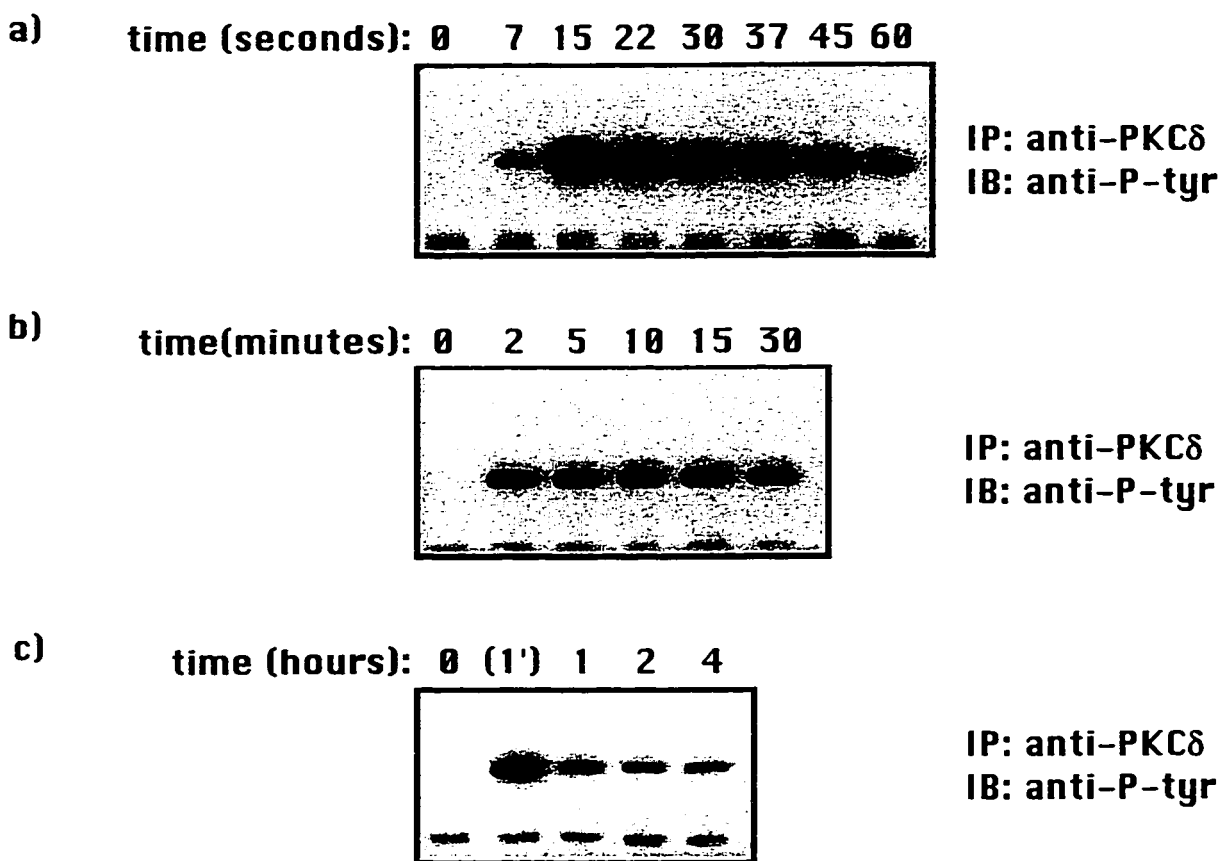 a) time (seconds): 0 7 15 22 30 37 45 60
IP: anti-PKCδ
IB: anti-P-tyr
b) time(minutes): 0 2 5 10 15 30
IP: anti-PKCδ
IB: anti-P-tyr
c) time (hours): 0 (1') 1 2 4
IP: anti-PKCδ
IB: anti-P-tyr